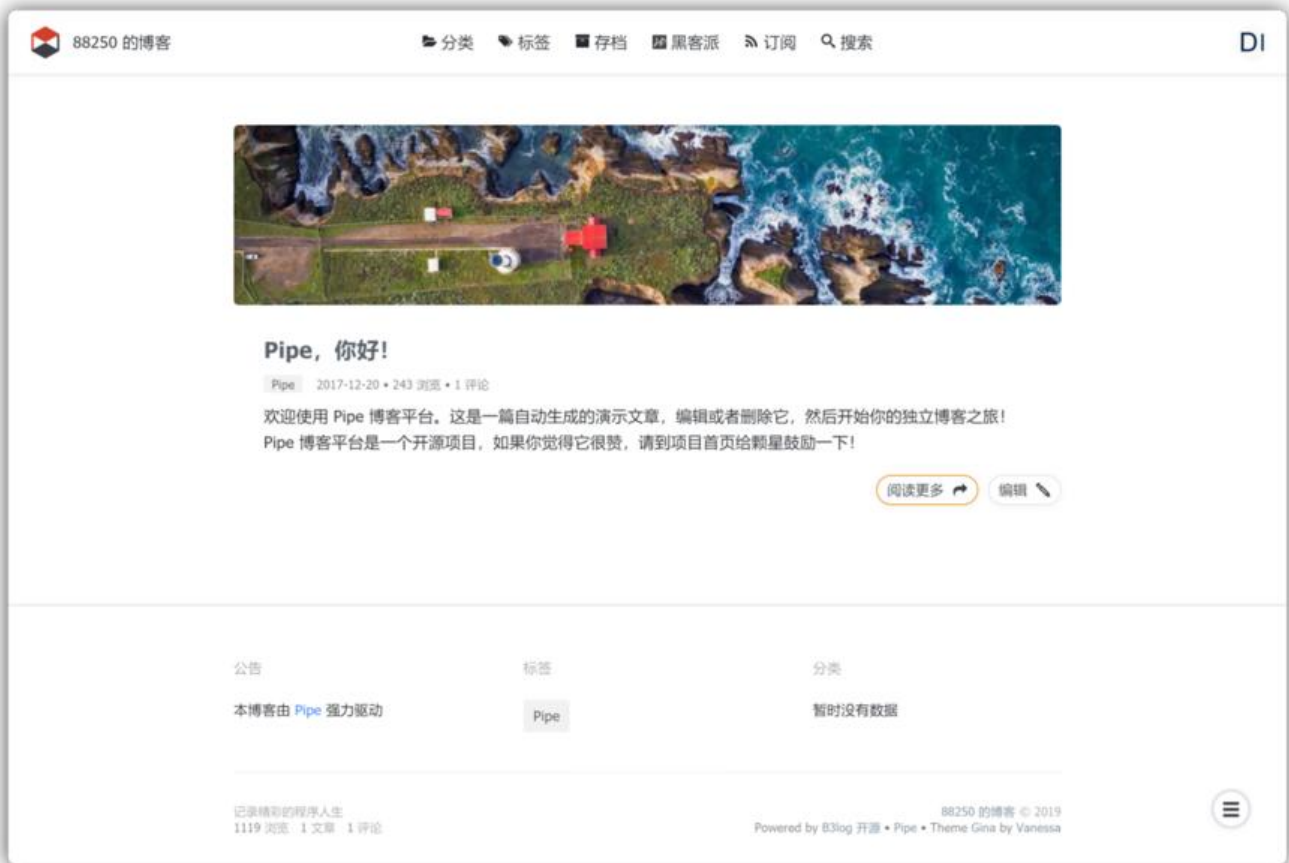 88250 的博客
分类 标签 存档 黑客派 订阅 搜索
DI
Pipe，你好！
Pipe 2017-12-20 • 243 浏览 • 1 评论
欢迎使用 Pipe 博客平台。这是一篇自动生成的演示文章，编辑或者删除它，然后开始你的独立博客之旅！
Pipe 博客平台是一个开源项目，如果你觉得它很赞，请到项目首页给颗星鼓励一下！
阅读更多 编辑
公告 标签 分类
本博客由 Pipe 强力驱动 Pipe 暂时没有数据
记录精彩的程序人生 88250 的博客 © 2019
1119 浏览 1 文章 1 评论 Powered by B3log 开源 • Pipe • Theme Gina by Vanessa